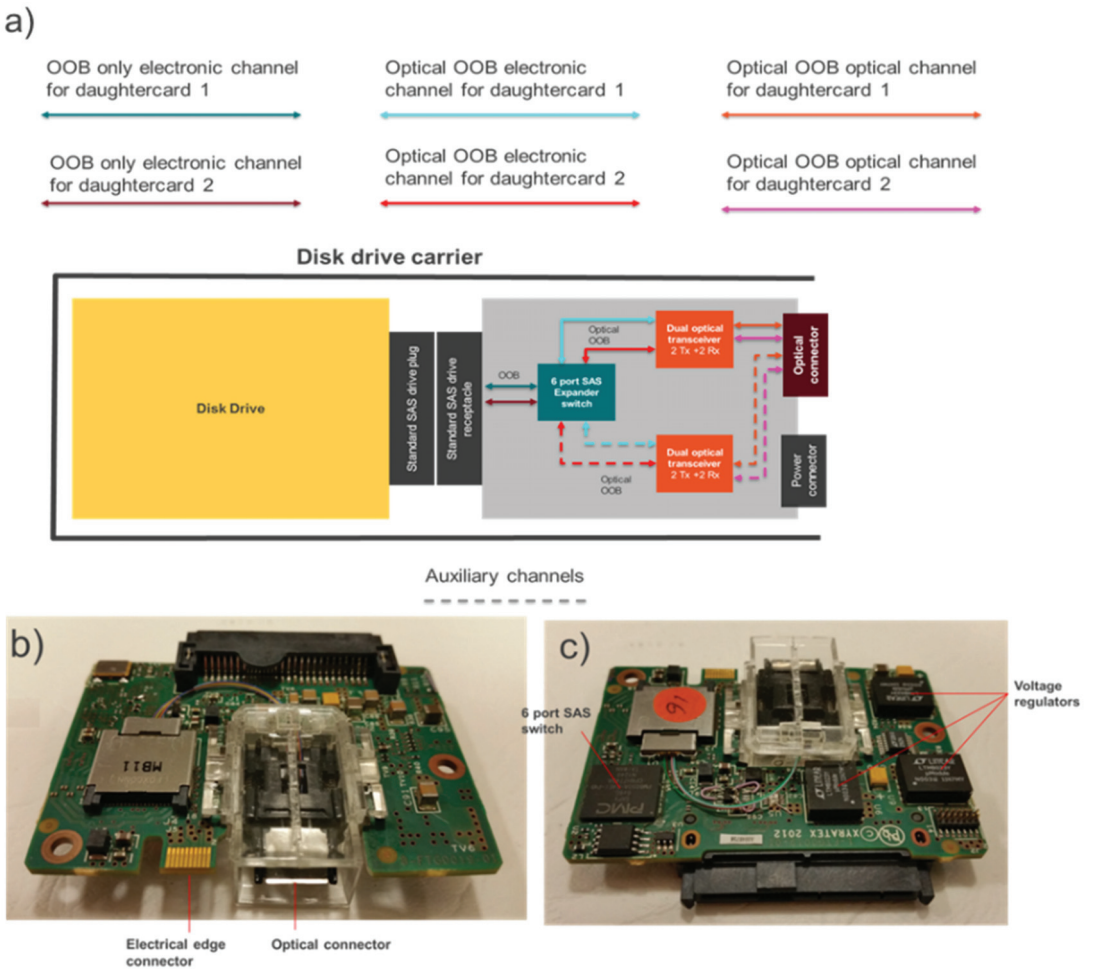 a)
OOB only electronic channel
for daughtercard 1
Optical OOB electronic
channel for daughtercard 1
Optical OOB optical channel
for daughtercard 1
OOB only electronic channel
for daughtercard 2
Optical OOB electronic
channel for daughtercard 2
Optical OOB optical channel
for daughtercard 2
Disk drive carrier
Disk Drive
Standard SAS drive plug
Standard SAS drive
receptacle
OOB
6 port SAS
Expander
switch
Optical
OOB
Dual optical
transceiver
2 Tx +2 Rx
Optical
connector
Dual optical
transceiver
2 Tx +2 Rx
Optical
OOB
Power
connector
Auxiliary channels
b)
MB11
Electrical edge
connector
Optical connector
c)
6 port SAS
switch
Voltage
regulators
PMC
Pb
© XYRATEX 2012